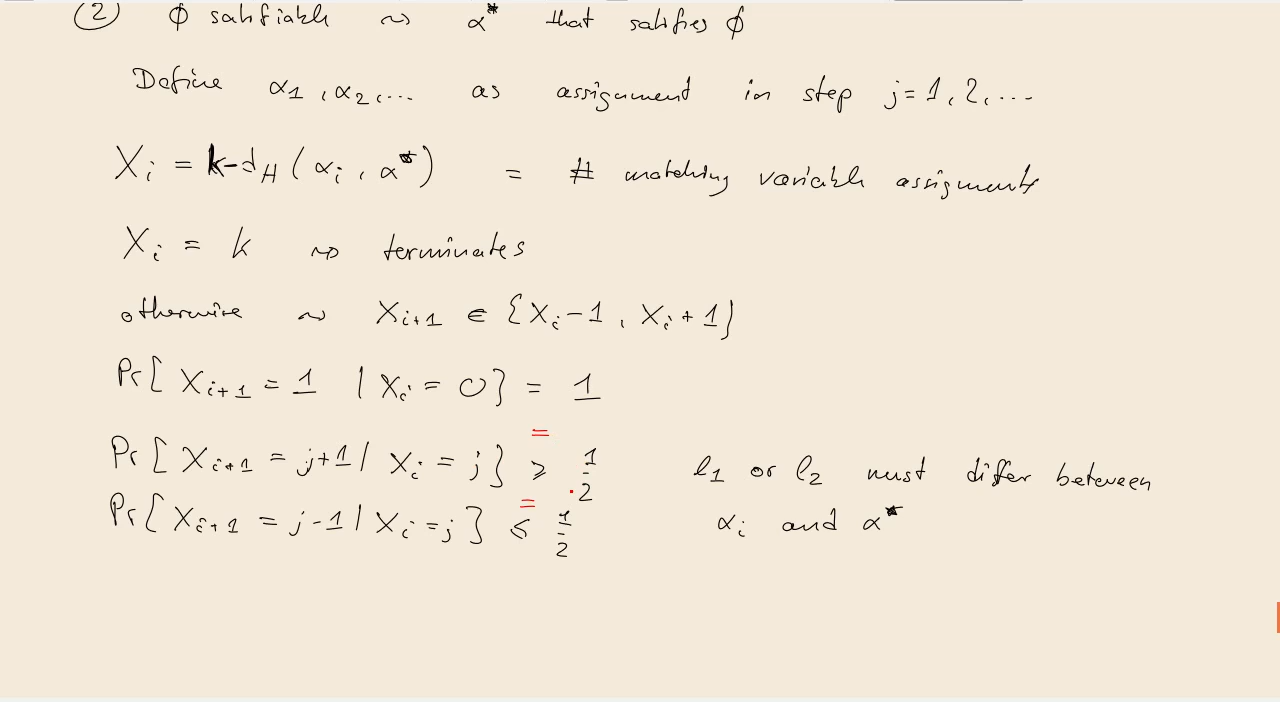 ② ϕ satisfiable ⇝ α* that satisfies ϕ
Define α1, α2, ... as assignment in step j = 1, 2, ...
Xi = k - dH(αi, α*) = # matching variable assignments
Xi = k ⇝ terminates
otherwise ⇝ Xi+1 ∈ {Xi - 1, Xi + 1}
Pr[Xi+1 = 1 | Xi = 0] = 1
=
Pr[Xi+1 = j+1 | Xi = j] ≥ 1/2 l1 or l2 must differ between
=
Pr[Xi+1 = j-1 | Xi = j] ≤ 1/2 αi and α*